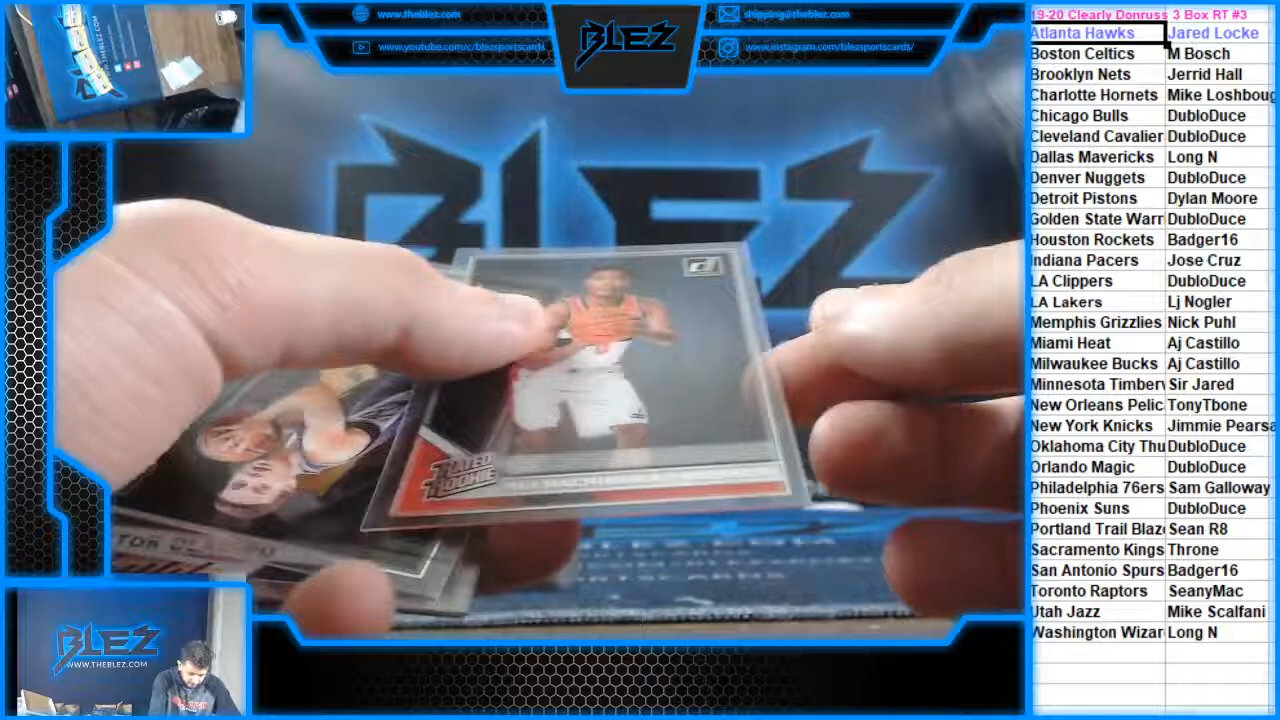 www.theblez.com
shipping@theblez.com
www.youtube.com/c/blezsportscards/
www.instagram.com/blezsportscards/
BLEZ
BLEZ
RATED
ROOKIE
BLEZ
WWW.THEBLEZ.COM
19-20 Clearly Donruss 3 Box RT #3
Atlanta Hawks Jared Locke
Boston Celtics M Bosch
Brooklyn Nets Jerrid Hall
Charlotte Hornets Mike Loshboug
Chicago Bulls DubloDuce
Cleveland Cavalier DubloDuce
Dallas Mavericks Long N
Denver Nuggets DubloDuce
Detroit Pistons Dylan Moore
Golden State Warr DubloDuce
Houston Rockets Badger16
Indiana Pacers Jose Cruz
LA Clippers DubloDuce
LA Lakers Lj Nogler
Memphis Grizzlies Nick Puhl
Miami Heat Aj Castillo
Milwaukee Bucks Aj Castillo
Minnesota Timberv Sir Jared
New Orleans Pelic TonyTbone
New York Knicks Jimmie Pearsa
Oklahoma City Thu DubloDuce
Orlando Magic DubloDuce
Philadelphia 76ers Sam Galloway
Phoenix Suns DubloDuce
Portland Trail Blaze Sean R8
Sacramento Kings Throne
San Antonio Spurs Badger16
Toronto Raptors SeanyMac
Utah Jazz Mike Scalfani
Washington Wizar Long N